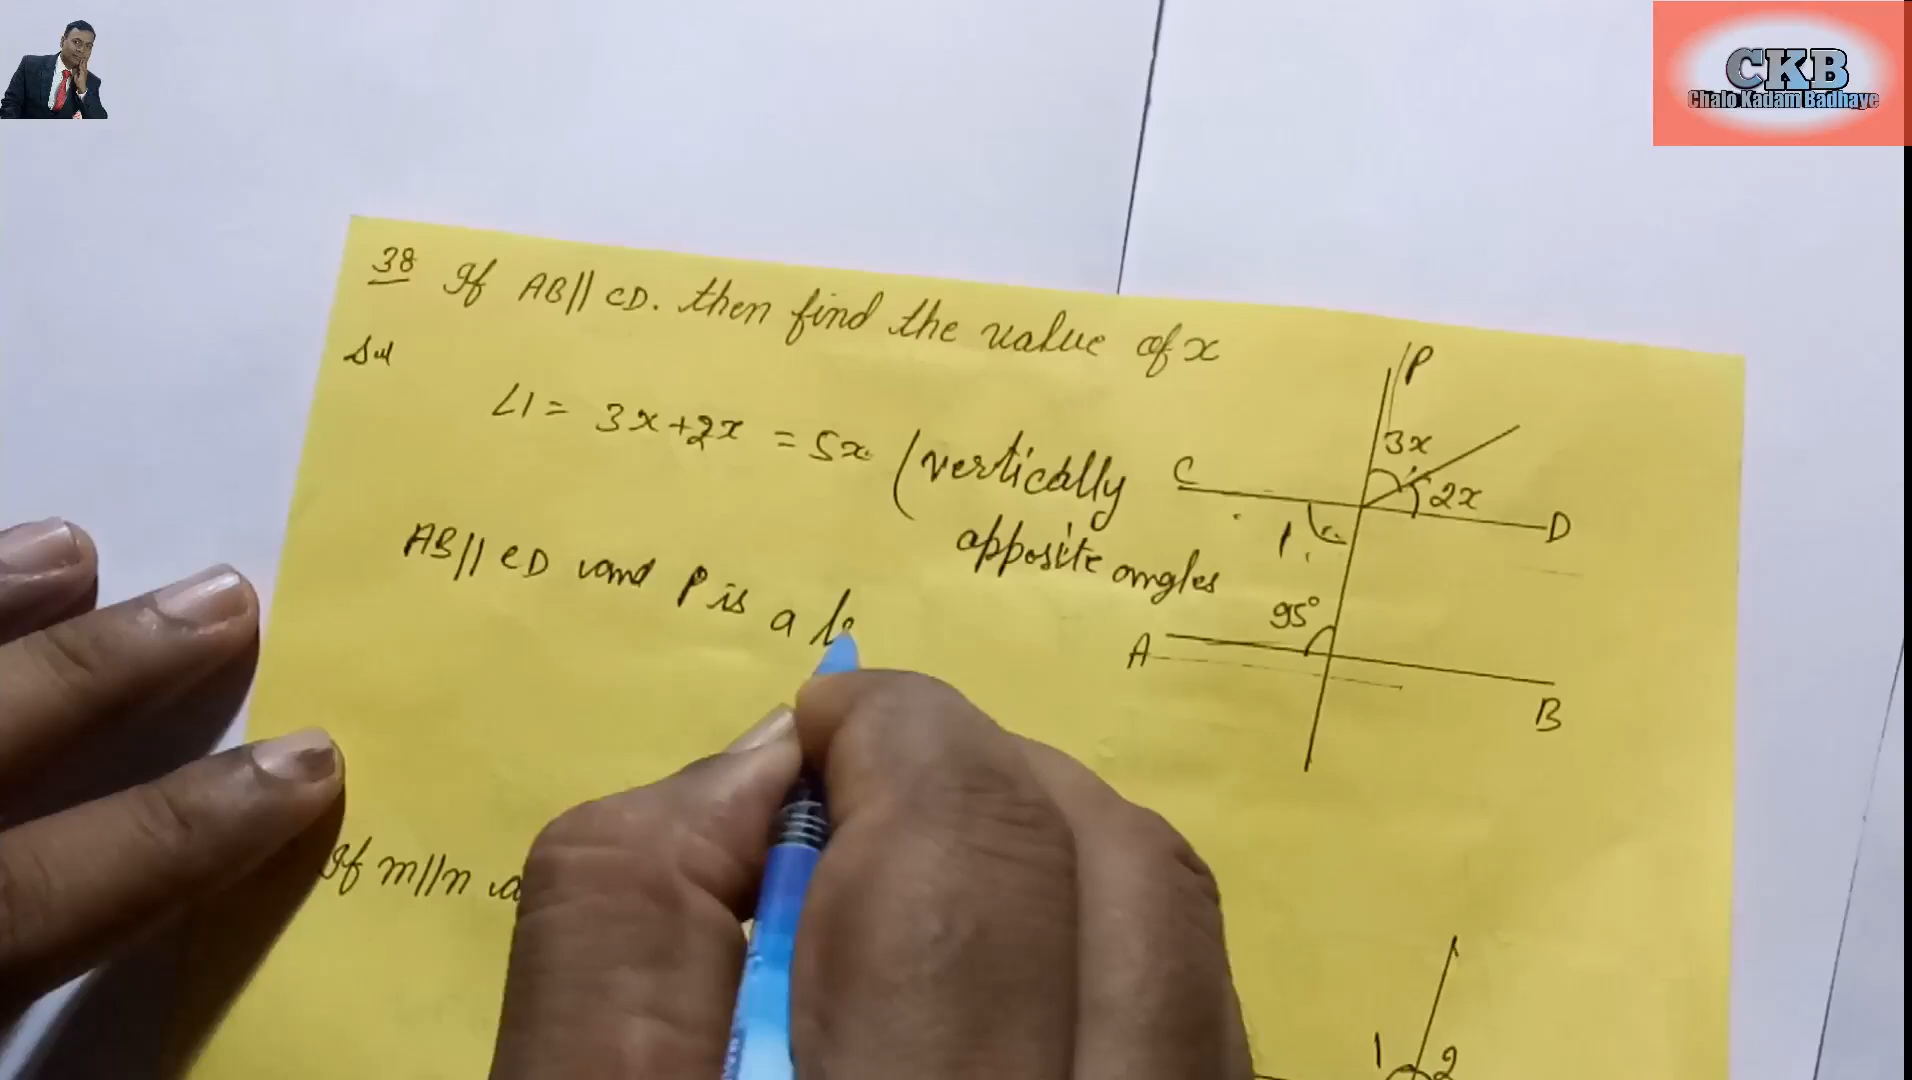 CKB
Chalo Kadam Badhaye
38 If AB // CD. then find the value of x
Sol
∠1 = 3x+2x = 5x (vertically
opposite angles
AB // CD and P is a
P
3x
C
2x
D
1
95°
A
B
If m//n
1
2